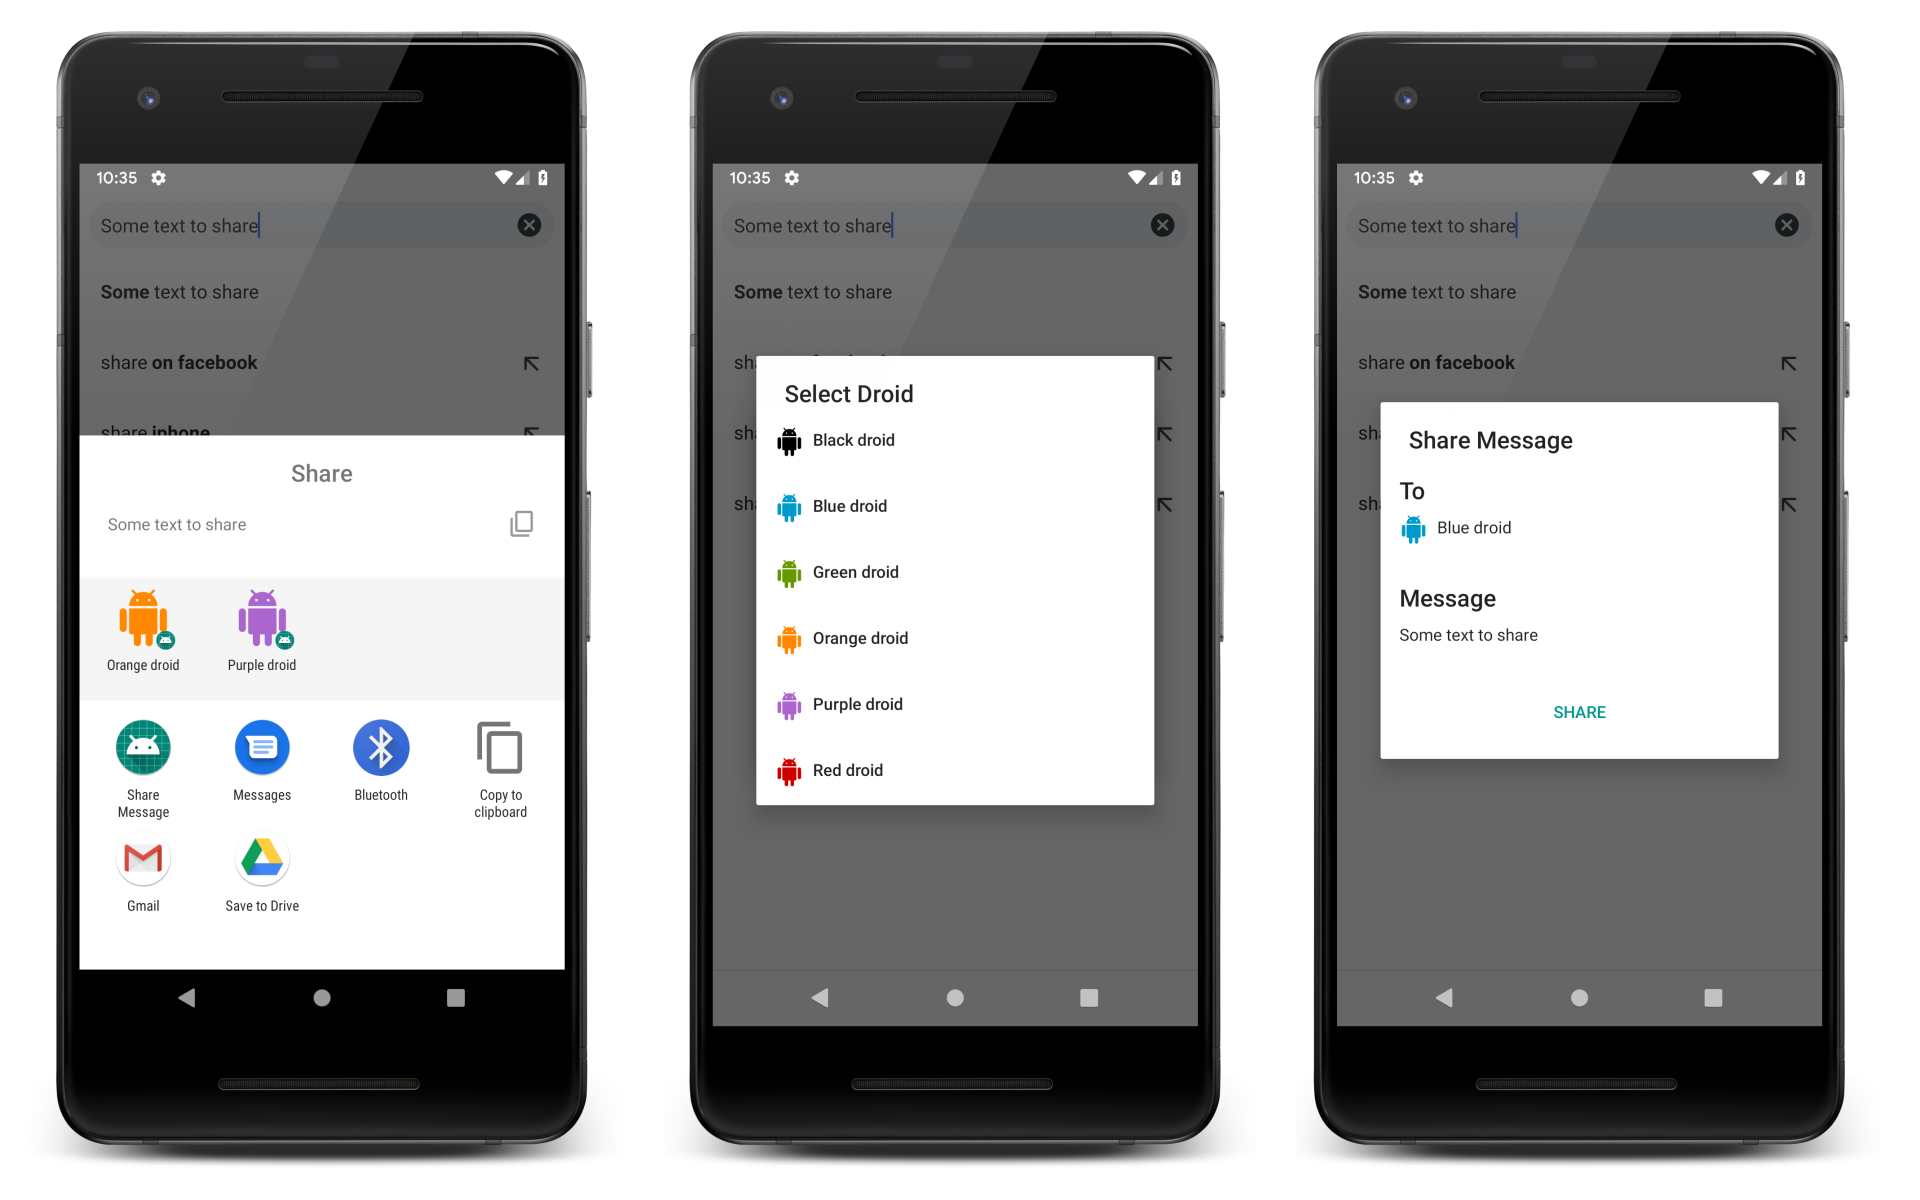 10:35
Some text to share
Some text to share
share on facebook
share iphone
Share
Some text to share
Orange droid
Purple droid
Share
Message
Messages
Bluetooth
Copy to
clipboard
Gmail
Save to Drive
10:35
Some text to share
Some text to share
sha
Select Droid
Black droid
sh
Blue droid
sh
Green droid
Orange droid
Purple droid
Red droid
10:35
Some text to share
Some text to share
share on facebook
sh
Share Message
To
sh
Blue droid
Message
Some text to share
SHARE